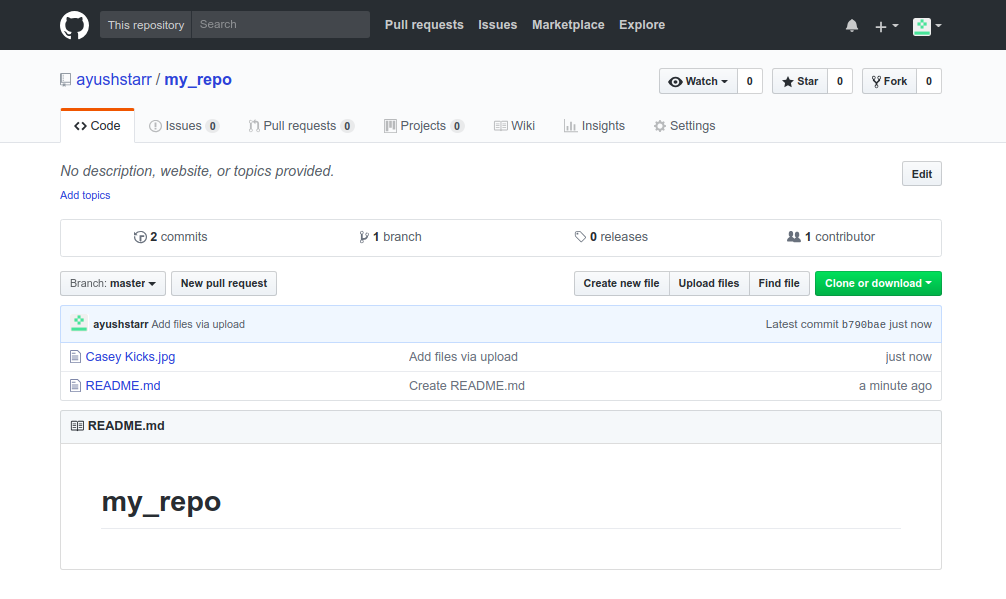 This repository Search Pull requests Issues Marketplace Explore
ayushstarr / my_repo Watch 0 Star 0 Fork 0
Code Issues 0 Pull requests 0 Projects 0 Wiki Insights Settings
No description, website, or topics provided. Edit
Add topics
2 commits 1 branch 0 releases 1 contributor
Branch: master New pull request Create new file Upload files Find file Clone or download
ayushstarr Add files via upload Latest commit b790bae just now
Casey Kicks.jpg Add files via upload just now
README.md Create README.md a minute ago
README.md
my_repo